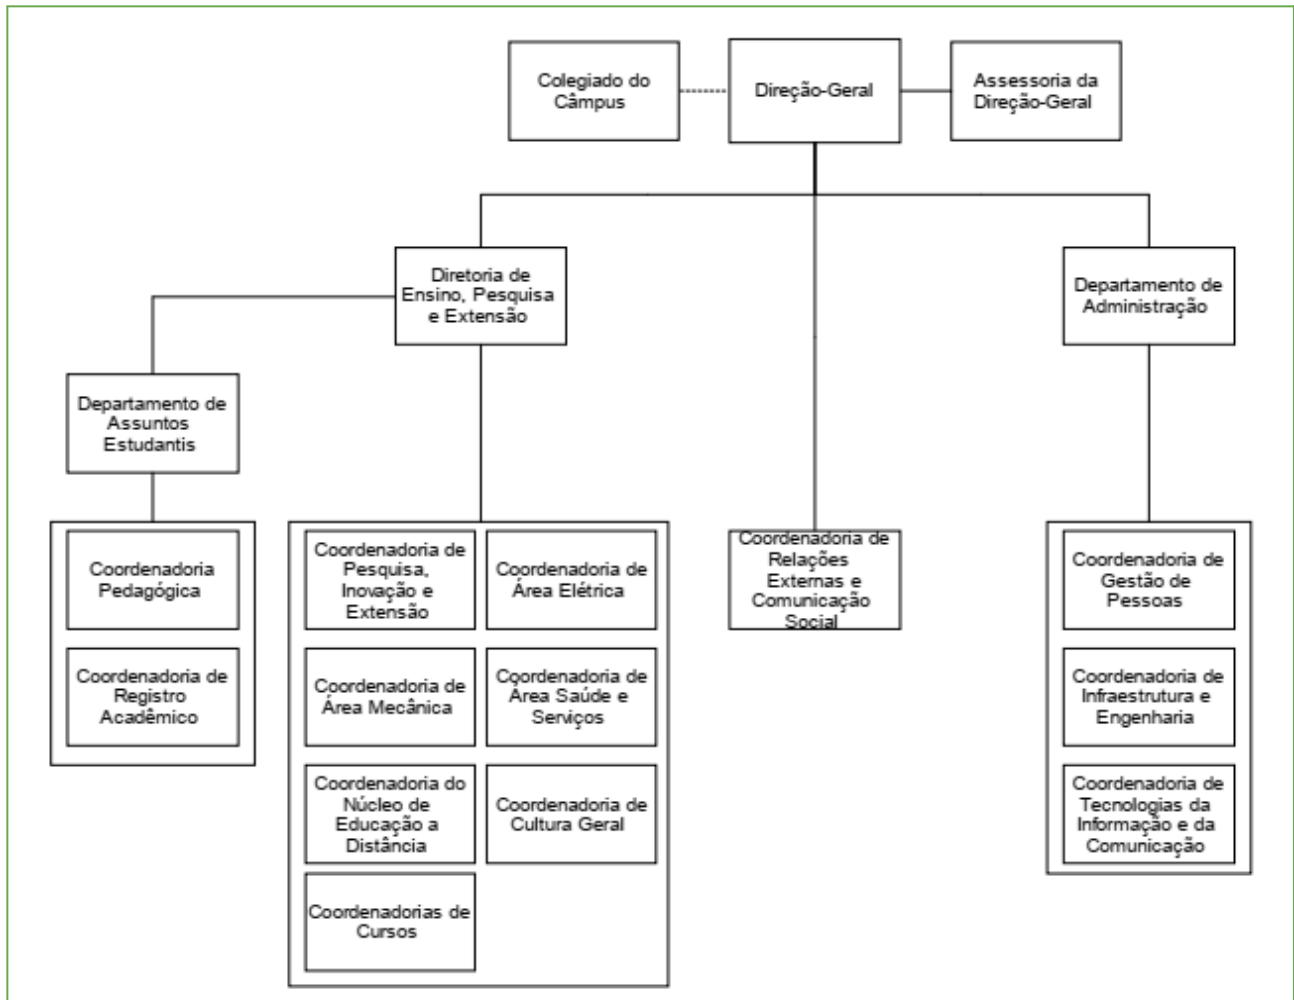 Colegiado do
Câmpus
Direção-Geral
Assessoria da
Direção-Geral
Diretoria de
Ensino, Pesquisa
e Extensão
Departamento de
Administração
Departamento de
Assuntos
Estudantis
Coordenadoria
Pedagógica
Coordenadoria de
Registro
Acadêmico
Coordenadoria de
Pesquisa,
Inovação e
Extensão
Coordenadoria de
Área Elétrica
Coordenadoria de
Área Mecânica
Coordenadoria de
Área Saúde e
Serviços
Coordenadoria do
Núcleo de
Educação a
Distância
Coordenadoria de
Cultura Geral
Coordenadorias de
Cursos
Coordenadoria de
Relações
Externas e
Comunicação
Social
Coordenadoria de
Gestão de
Pessoas
Coordenadoria de
Infraestrutura e
Engenharia
Coordenadoria de
Tecnologias da
Informação e da
Comunicação